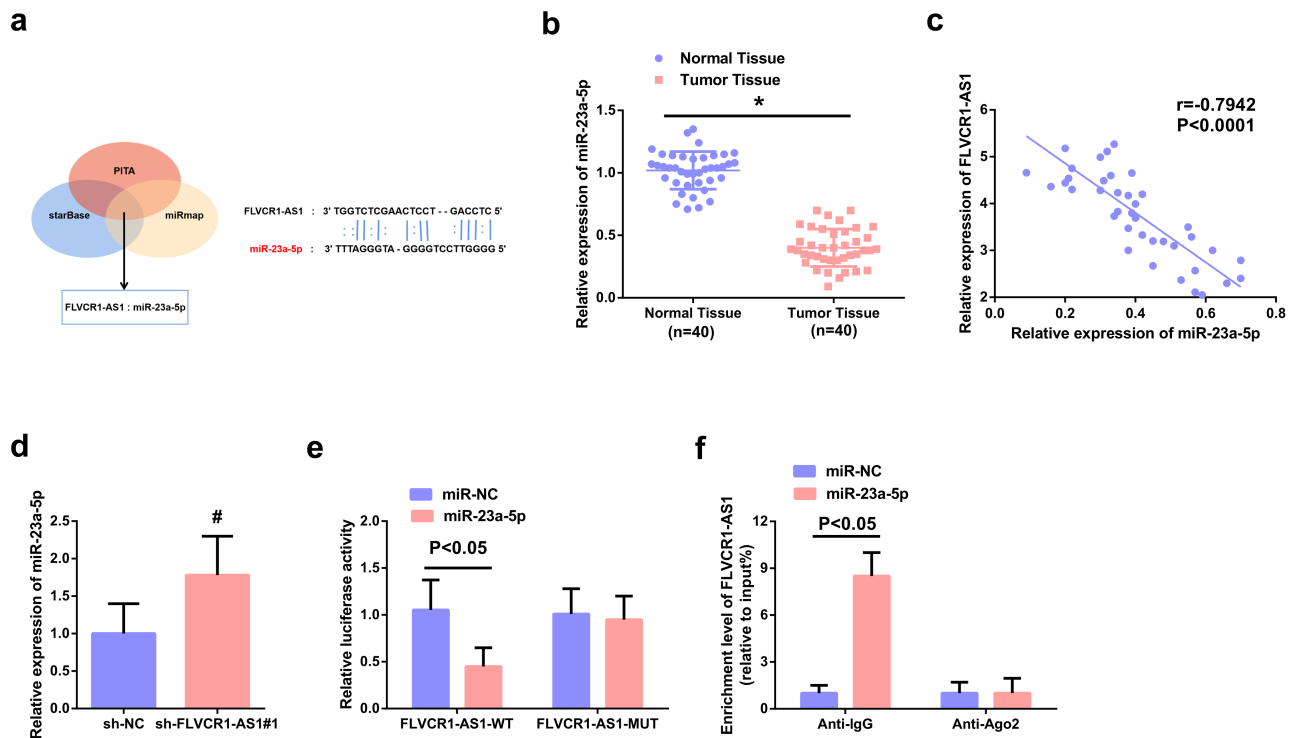 a
PITA
starBase
miRmap
FLVCR1-AS1 : miR-23a-5p
FLVCR1-AS1 : 3' TGGTCTCGAACTCCT - - GACCTC 5'
miR-23a-5p : 3' TTTAGGGTA - GGGGTCCTTGGGG 5'
b
Normal Tissue
Tumor Tissue
Relative expression of miR-23a-5p
1.5
1.0
0.5
0.0
*
Normal Tissue
(n=40)
Tumor Tissue
(n=40)
c
Relative expression of FLVCR1-AS1
6
5
4
3
2
r=-0.7942
P<0.0001
0.0
0.2
0.4
0.6
0.8
Relative expression of miR-23a-5p
d
Relative expression of miR-23a-5p
2.5
2.0
1.5
1.0
0.5
0.0
#
sh-NC
sh-FLVCR1-AS1#1
e
miR-NC
miR-23a-5p
Relative luciferase activity
2.0
1.5
1.0
0.5
0.0
P<0.05
FLVCR1-AS1-WT
FLVCR1-AS1-MUT
f
miR-NC
miR-23a-5p
Enrichment level of FLVCR1-AS1
(relative to input%)
12
9
6
3
0
P<0.05
Anti-IgG
Anti-Ago2